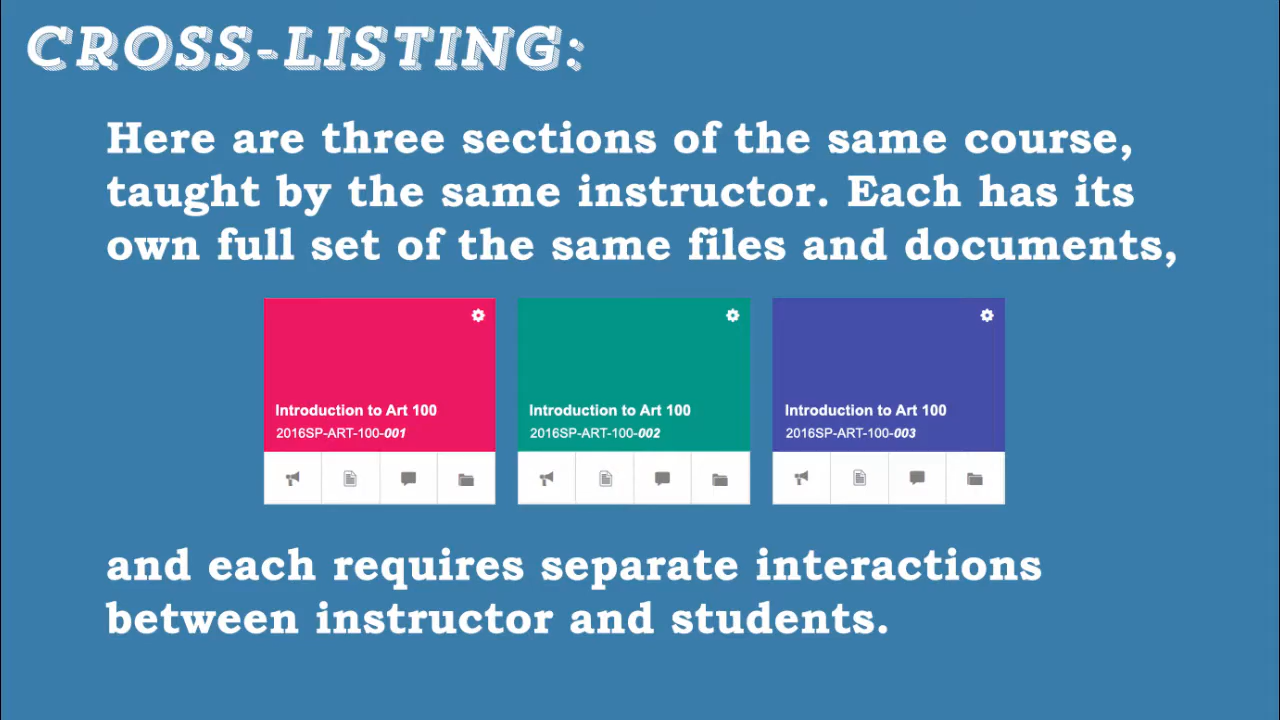 CROSS-LISTING:
Here are three sections of the same course,
taught by the same instructor. Each has its
own full set of the same files and documents,
Introduction to Art 100
2016SP-ART-100-001
Introduction to Art 100
2016SP-ART-100-002
Introduction to Art 100
2016SP-ART-100-003
and each requires separate interactions
between instructor and students.